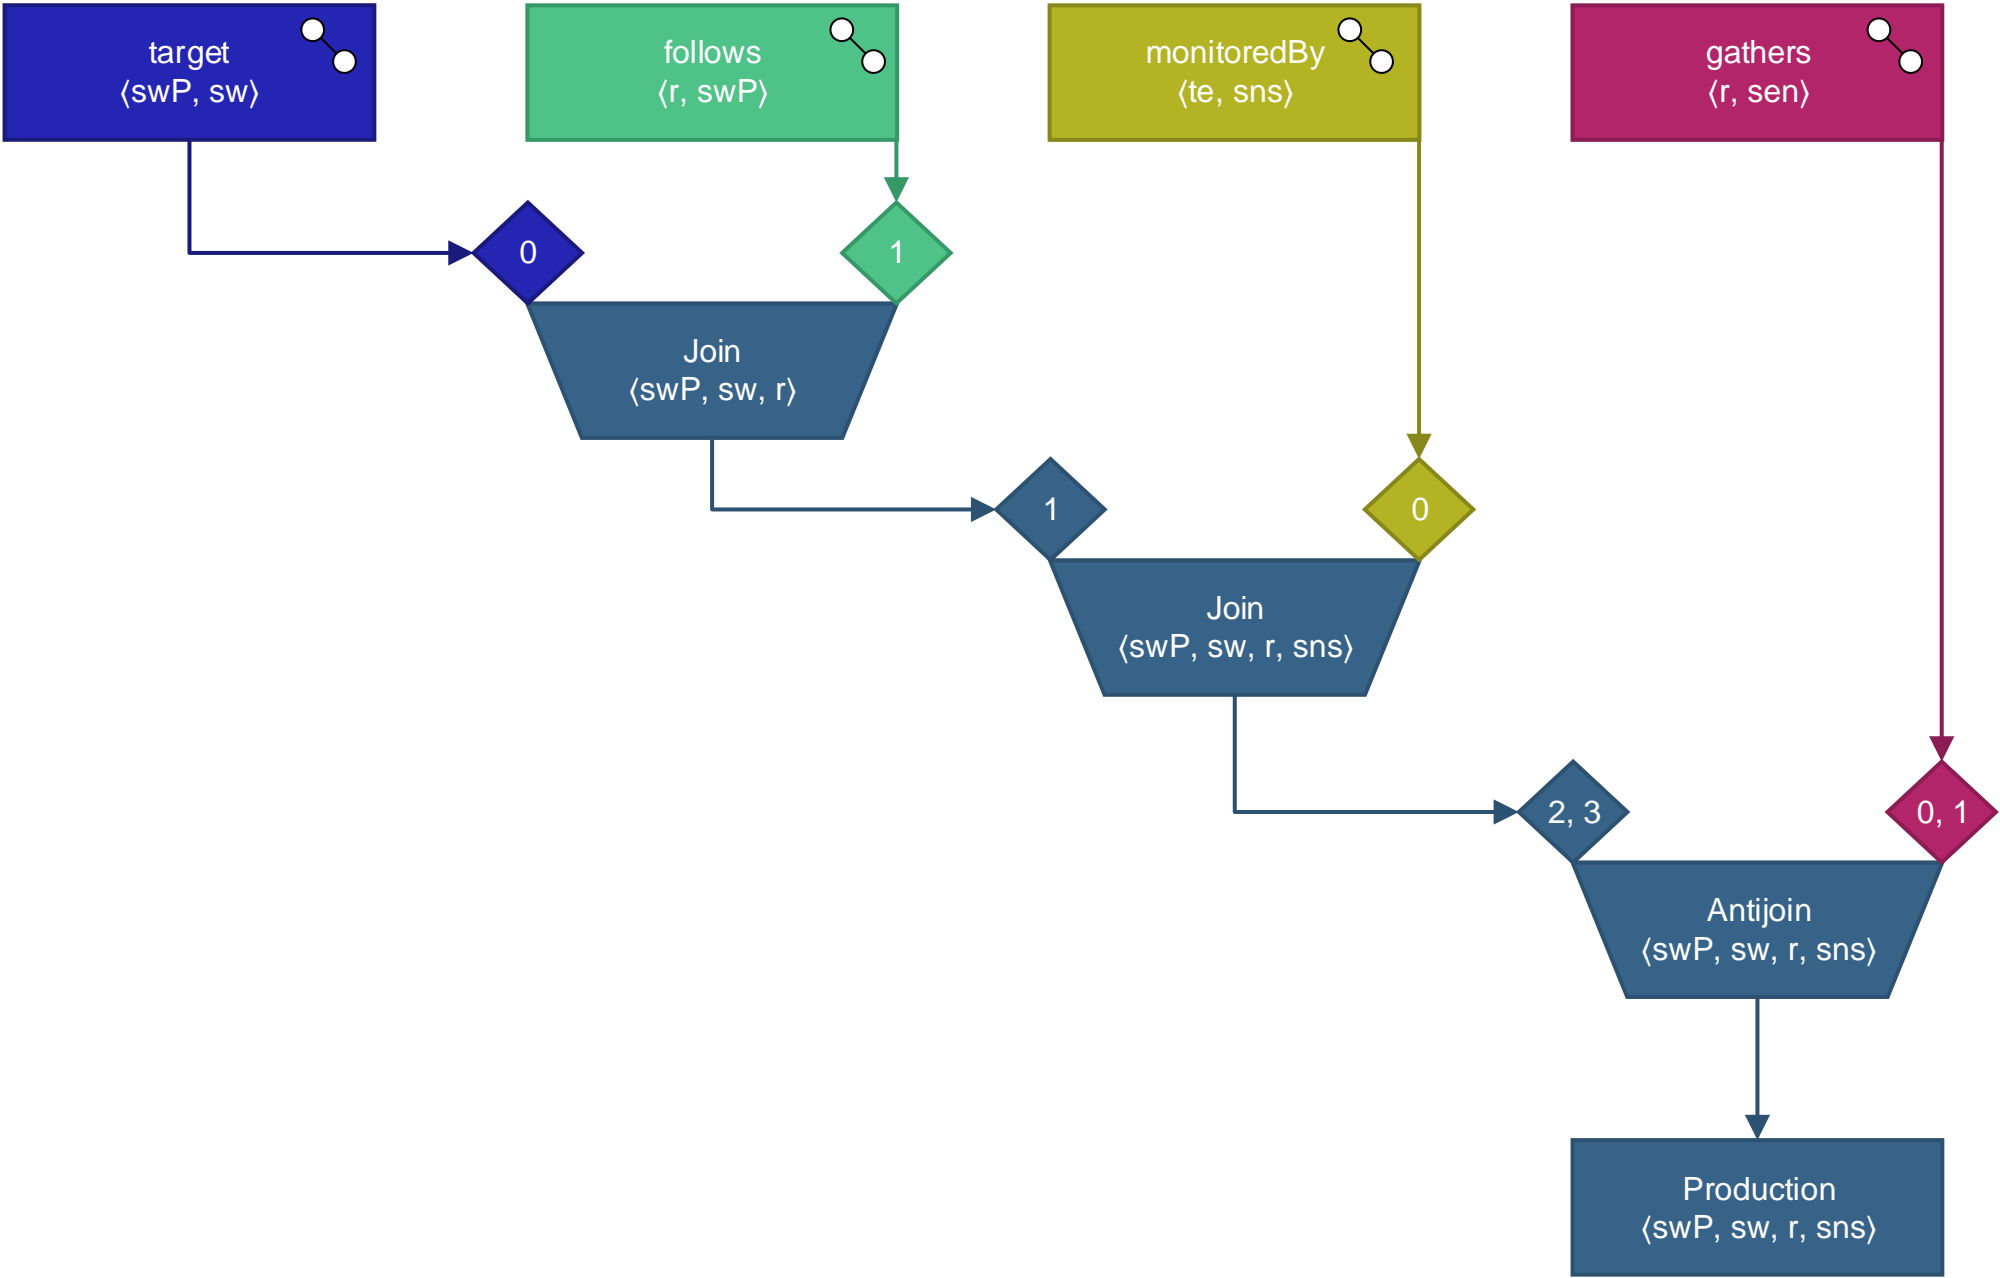 target
⟨swP, sw⟩
follows
⟨r, swP⟩
monitoredBy
⟨te, sns⟩
gathers
⟨r, sen⟩
0
1
Join
⟨swP, sw, r⟩
1
0
Join
⟨swP, sw, r, sns⟩
2, 3
0, 1
Antijoin
⟨swP, sw, r, sns⟩
Production
⟨swP, sw, r, sns⟩